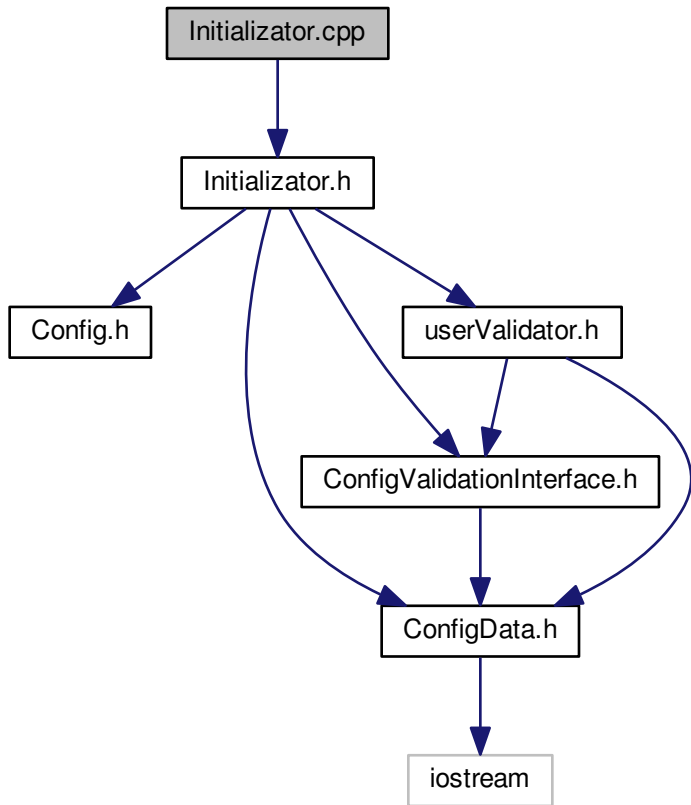 Initializator.cpp
Initializator.h
Config.h
userValidator.h
ConfigValidationInterface.h
ConfigData.h
iostream